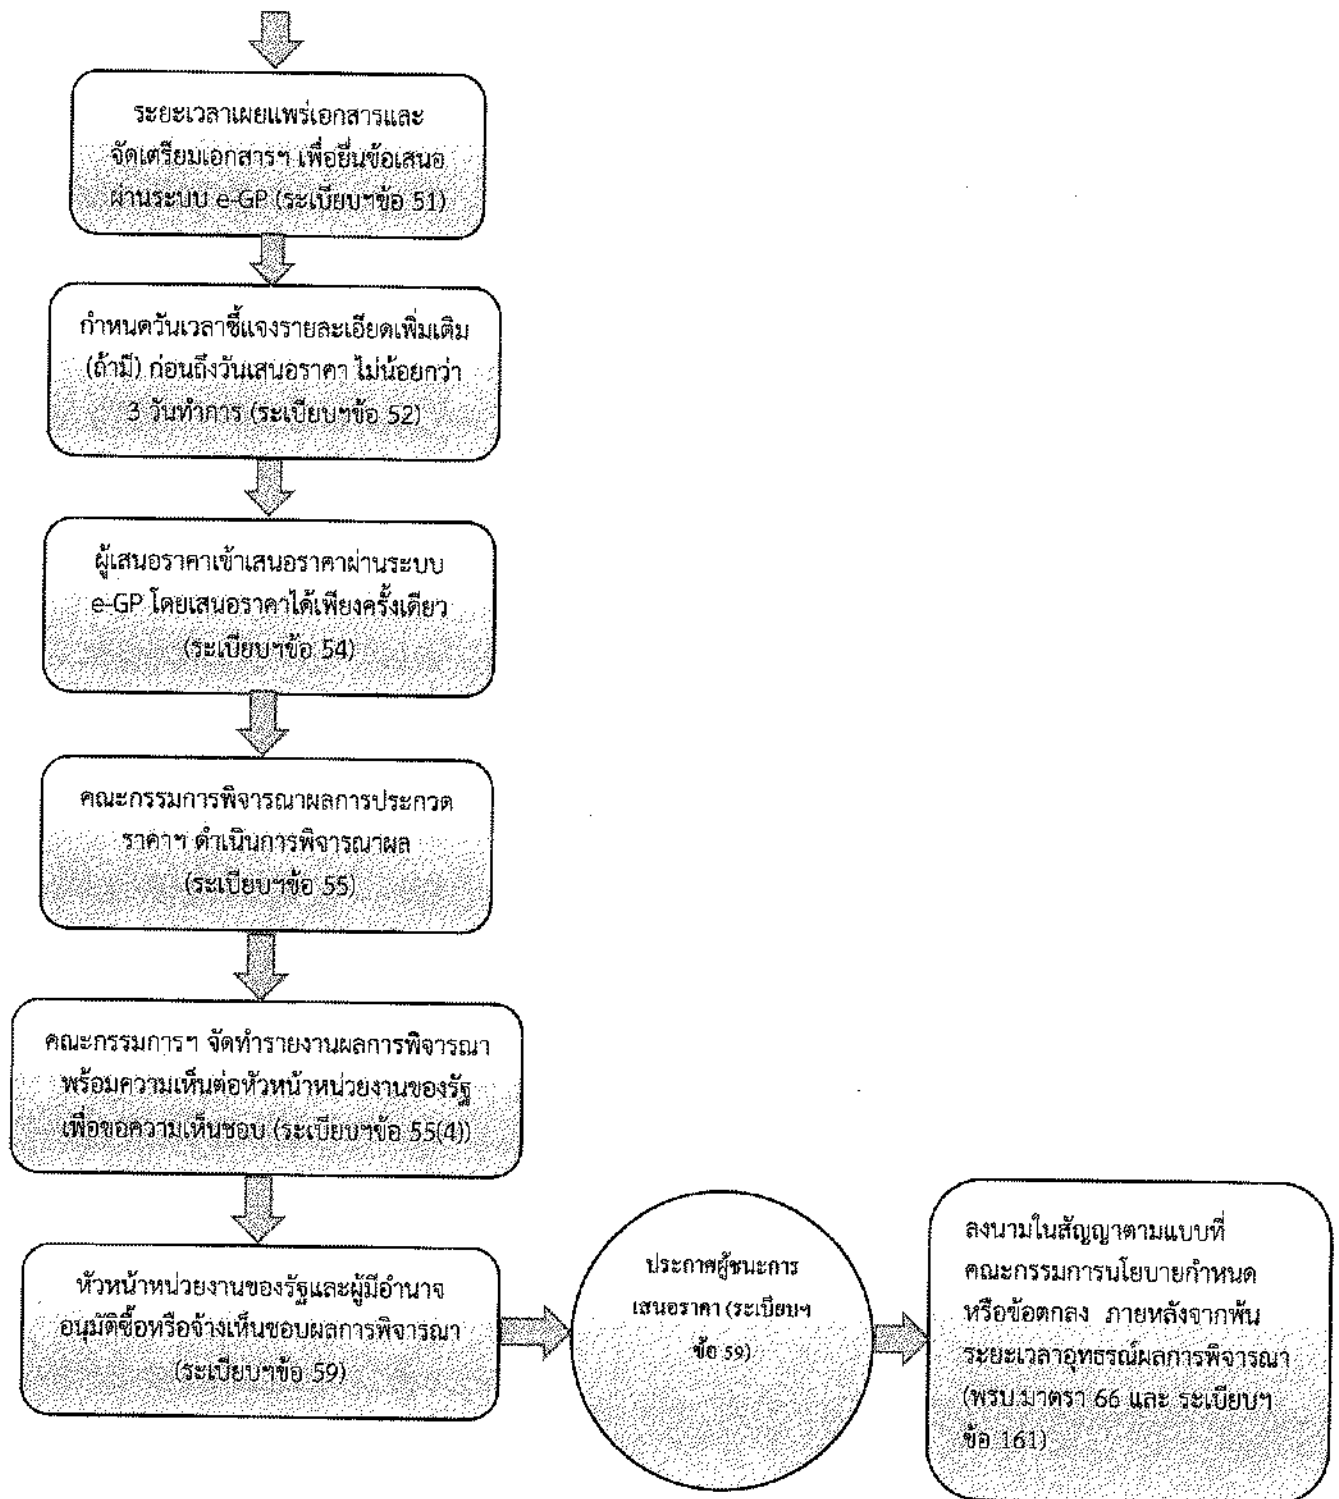 ระยะเวลาเผยแพร่เอกสารและ
จัดเตรียมเอกสารฯ เพื่อยื่นข้อเสนอ
ผ่านระบบ e-GP (ระเบียบฯข้อ 51)
กำหนดวันเวลาชี้แจงรายละเอียดเพิ่มเติม
(ถ้ามี) ก่อนถึงวันเสนอราคา ไม่น้อยกว่า
3 วันทำการ (ระเบียบฯข้อ 52)
ผู้เสนอราคาเข้าเสนอราคาผ่านระบบ
e-GP โดยเสนอราคาได้เพียงครั้งเดียว
(ระเบียบฯข้อ 54)
คณะกรรมการพิจารณาผลการประกวด
ราคาฯ ดำเนินการพิจารณาผล
(ระเบียบฯข้อ 55)
คณะกรรมการฯ จัดทำรายงานผลการพิจารณา
พร้อมความเห็นต่อหัวหน้าหน่วยงานของรัฐ
เพื่อขอความเห็นชอบ (ระเบียบฯข้อ 55(4))
หัวหน้าหน่วยงานของรัฐและผู้มีอำนาจ
อนุมัติซื้อหรือจ้างเห็นชอบผลการพิจารณา
(ระเบียบฯข้อ 59)
ประกาศผู้ชนะการ
เสนอราคา (ระเบียบฯ
ข้อ 59)
ลงนามในสัญญาตามแบบที่
คณะกรรมการนโยบายกำหนด
หรือข้อตกลง ภายหลังจากพ้น
ระยะเวลาอุทธรณ์ผลการพิจารณา
(พรบ.มาตรา 66 และ ระเบียบฯ
ข้อ 161)